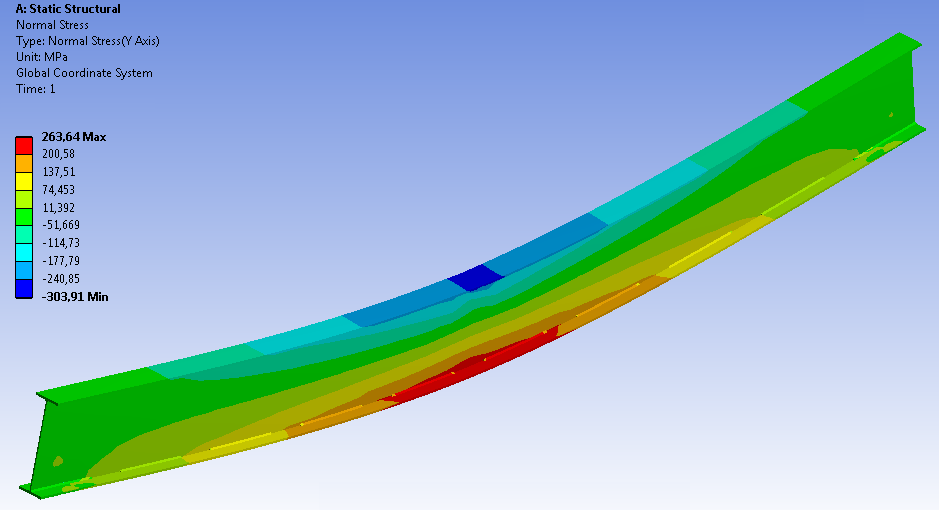 A: Static Structural
Normal Stress
Type: Normal Stress(Y Axis)
Unit: MPa
Global Coordinate System
Time: 1
263,64 Max
200,58
137,51
74,453
11,392
-51,669
-114,73
-177,79
-240,85
-303,91 Min